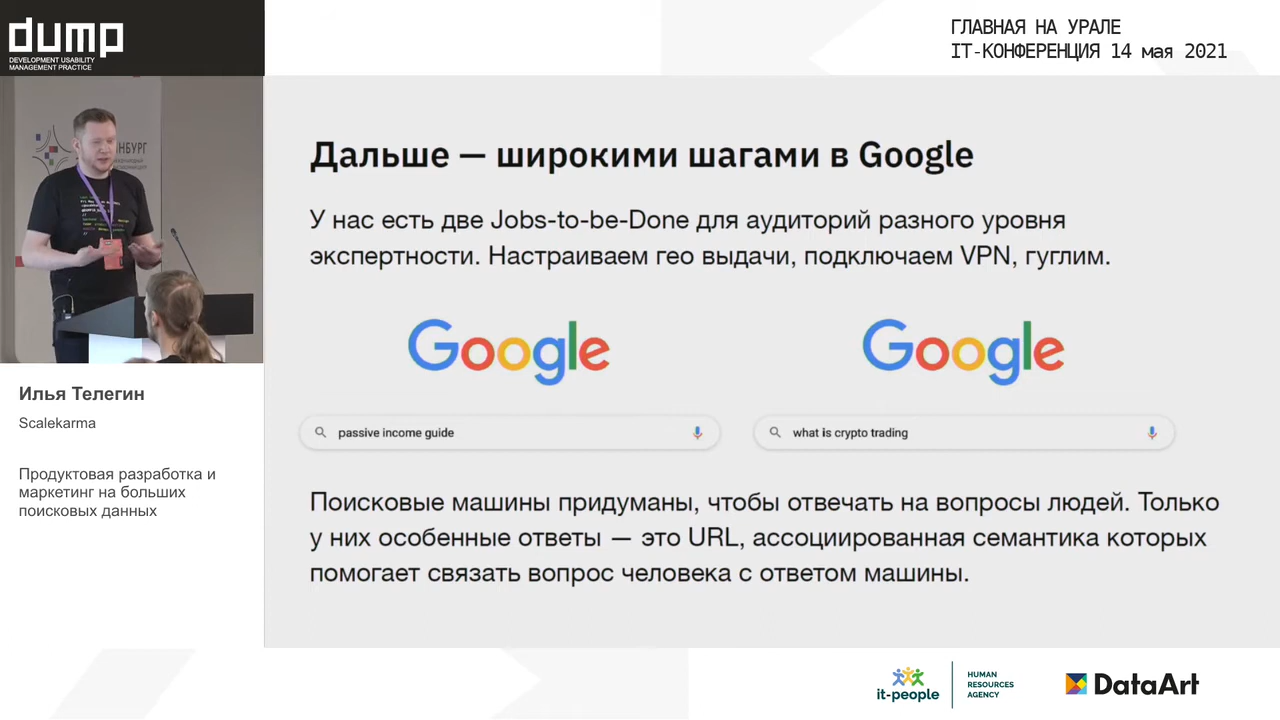 dump
DEVELOPMENT USABILITY
MANAGEMENT PRACTICE
ГЛАВНАЯ НА УРАЛЕ
IT-КОНФЕРЕНЦИЯ 14 мая 2021
Дальше — широкими шагами в Google
У нас есть две Jobs-to-be-Done для аудиторий разного уровня
экспертности. Настраиваем гео выдачи, подключаем VPN, гуглим.
Google
Google
passive income guide
what is crypto trading
Поисковые машины придуманы, чтобы отвечать на вопросы людей. Только
у них особенные ответы — это URL, ассоциированная семантика которых
помогает связать вопрос человека с ответом машины.
Илья Телегин
Scalekarma
Продуктовая разработка и
маркетинг на больших
поисковых данных
it-people
HUMAN
RESOURCES
AGENCY
DataArt